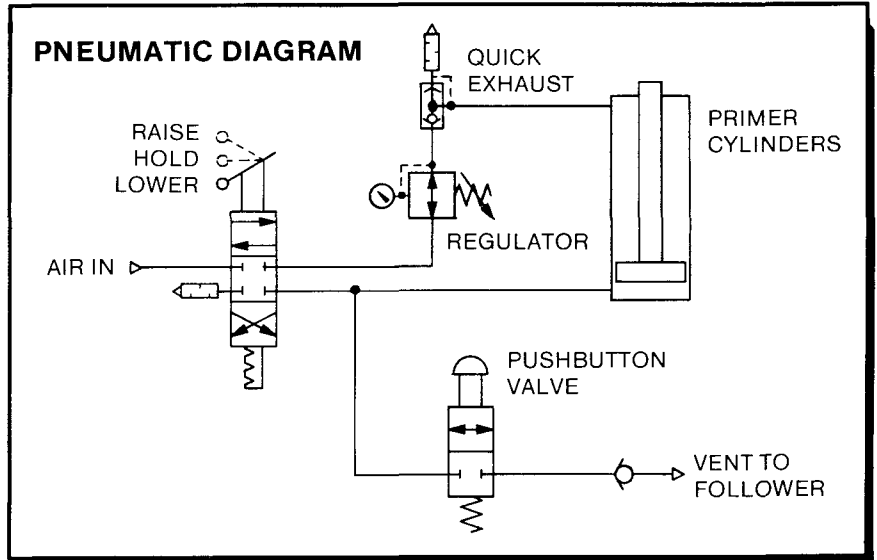 PNEUMATIC DIAGRAM
QUICK
EXHAUST
PRIMER
CYLINDERS
RAISE
HOLD
LOWER
REGULATOR
AIR IN
PUSHBUTTON
VALVE
VENT TO
FOLLOWER